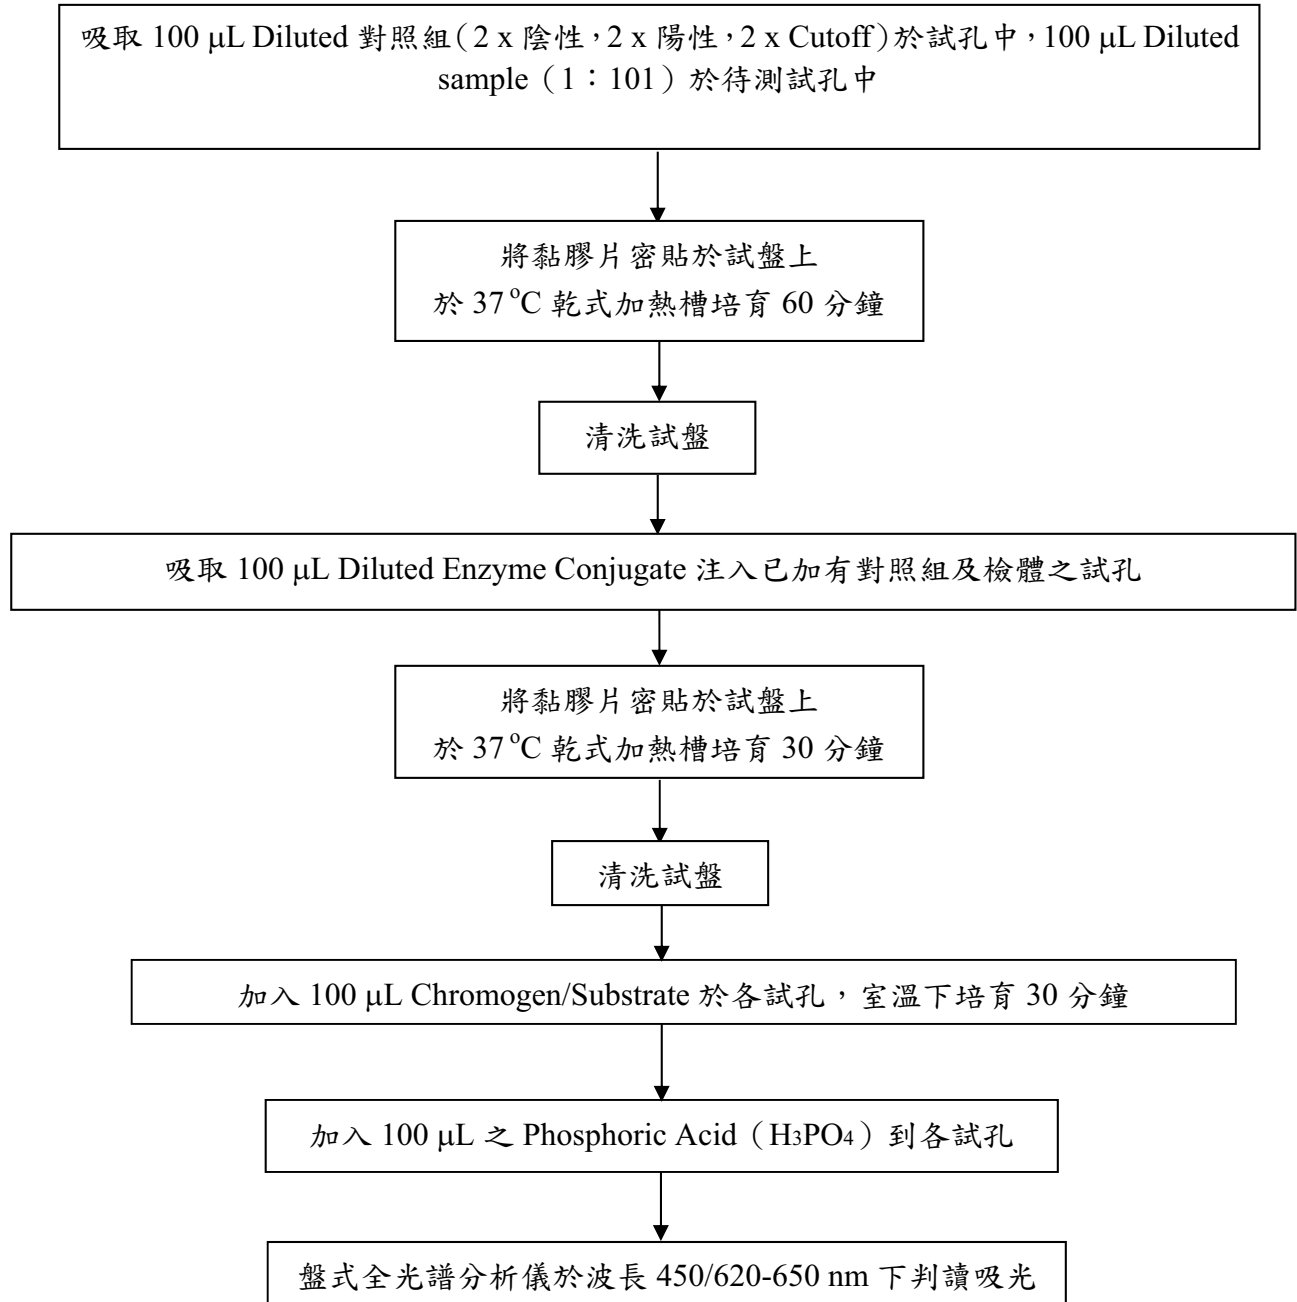 吸取 100 μL Diluted 對照組(2 x 陰性,2 x 陽性,2 x Cutoff)於試孔中,100 μL Diluted
sample(1:101)於待測試孔中
將黏膠片密貼於試盤上
於 37 °C 乾式加熱槽培育 60 分鐘
清洗試盤
吸取 100 μL Diluted Enzyme Conjugate 注入已加有對照組及檢體之試孔
將黏膠片密貼於試盤上
於 37 °C 乾式加熱槽培育 30 分鐘
清洗試盤
加入 100 μL Chromogen/Substrate 於各試孔,室溫下培育 30 分鐘
加入 100 μL 之 Phosphoric Acid(H₃PO₄)到各試孔
盤式全光譜分析儀於波長 450/620-650 nm 下判讀吸光